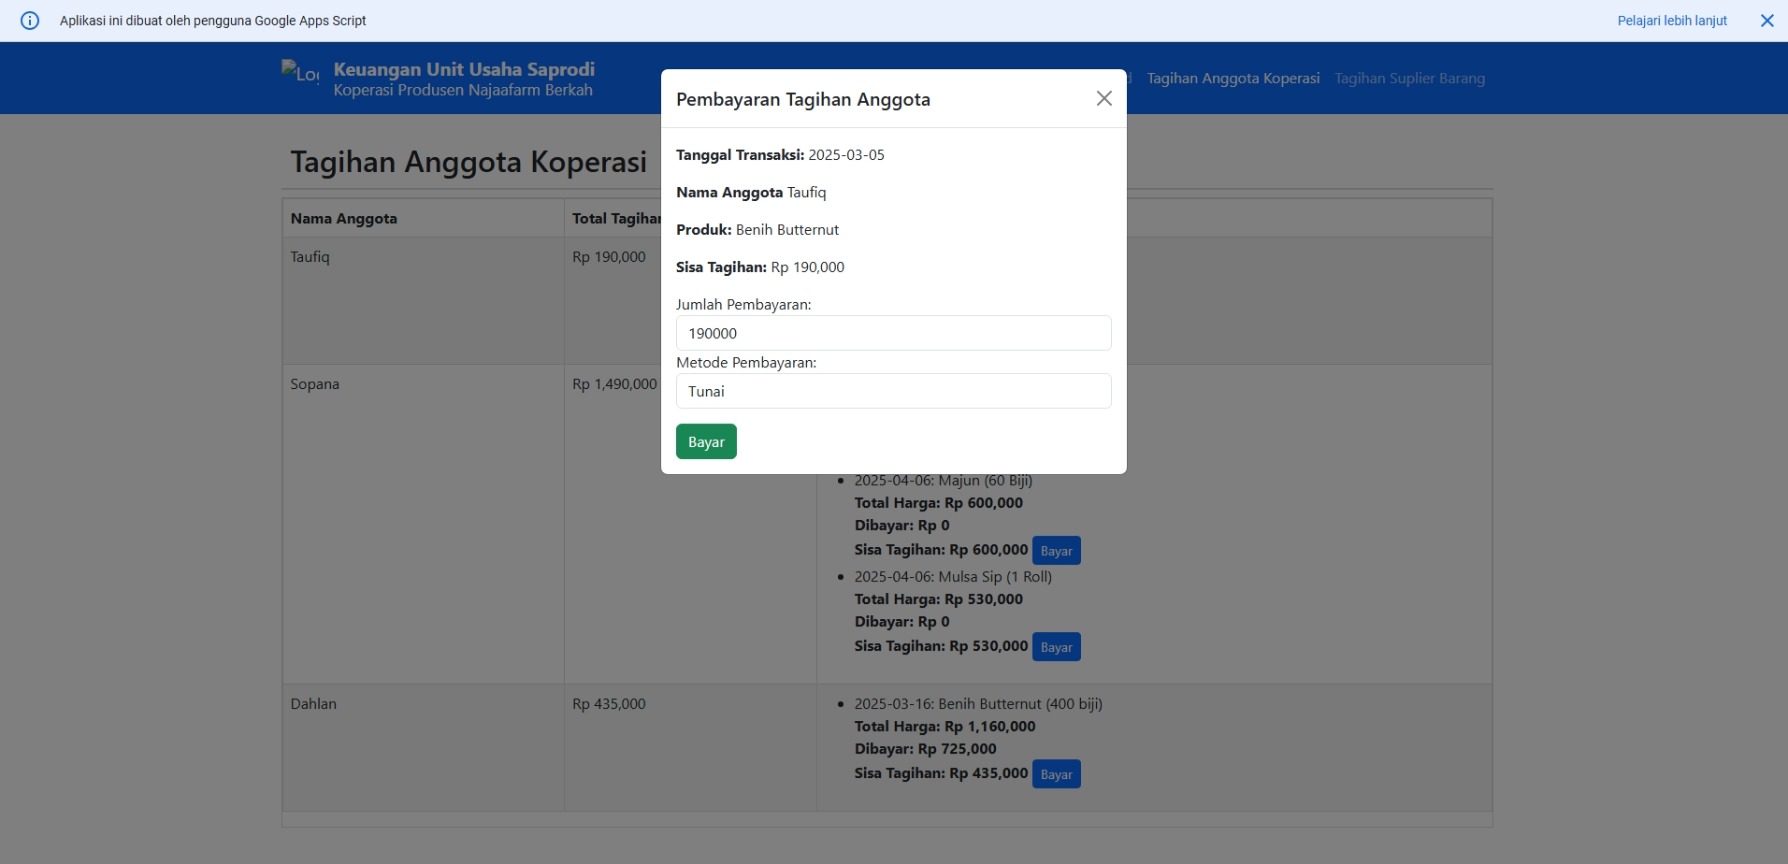 Aplikasi ini dibuat oleh pengguna Google Apps Script
Pelajari lebih lanjut
Keuangan Unit Usaha Saprodi
Koperasi Produsen Najaafarm Berkah
Tagihan Anggota Koperasi
Tagihan Suplier Barang
Tagihan Anggota Koperasi
Nama Anggota
Total Tagihan
Taufiq
Rp 190,000
Sopana
Rp 1,490,000
Pembayaran Tagihan Anggota
Tanggal Transaksi: 2025-03-05
Nama Anggota Taufiq
Produk: Benih Butternut
Sisa Tagihan: Rp 190,000
Jumlah Pembayaran:
190000
Metode Pembayaran:
Tunai
Bayar
2025-04-06: Majun (60 Biji)
Total Harga: Rp 600,000
Dibayar: Rp 0
Sisa Tagihan: Rp 600,000 Bayar
2025-04-06: Mulsa Sip (1 Roll)
Total Harga: Rp 530,000
Dibayar: Rp 0
Sisa Tagihan: Rp 530,000 Bayar
Dahlan
Rp 435,000
2025-03-16: Benih Butternut (400 biji)
Total Harga: Rp 1,160,000
Dibayar: Rp 725,000
Sisa Tagihan: Rp 435,000 Bayar